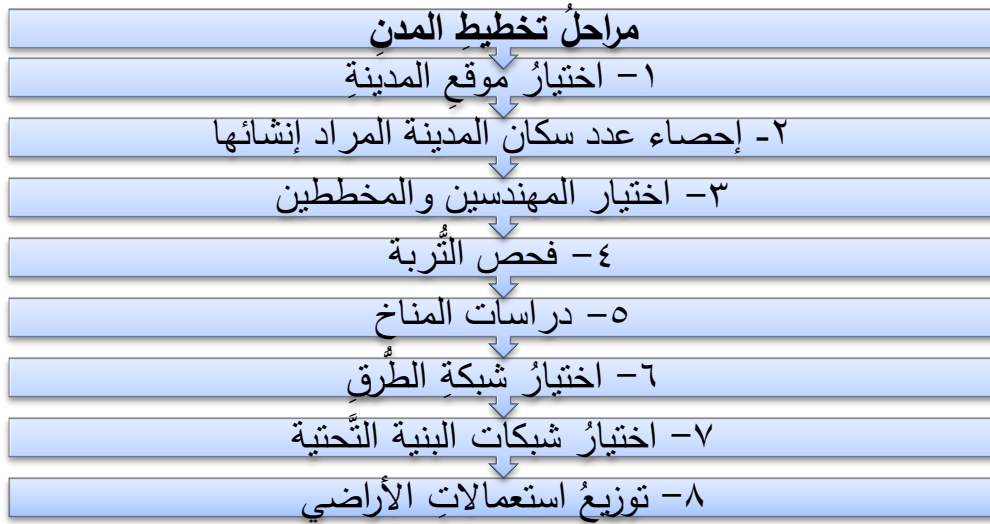 مراحلُ تخطيطِ المدنِ
١– اختيارُ موقعِ المدينةِ
٢- إحصاء عدد سكان المدينة المراد إنشائها
٣– اختيار المهندسين والمخططين
٤– فحص التُّربة
٥– دراسات المناخ
٦– اختيارُ شبكةِ الطُّرقِ
٧– اختيارُ شبكات البنية التَّحتية
٨– توزيعُ استعمالاتِ الأراضي